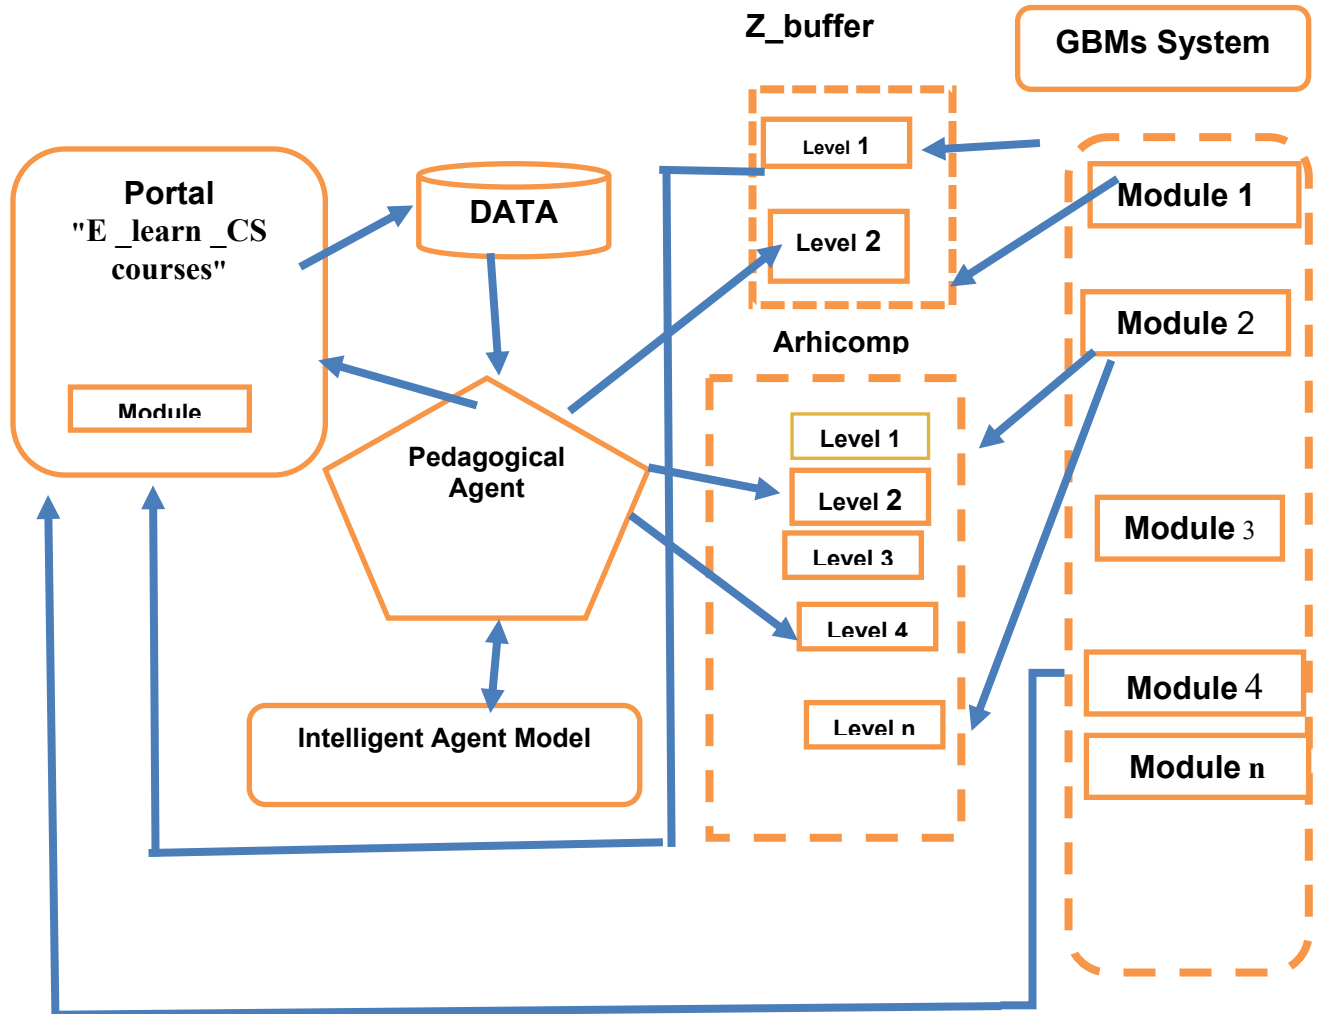 Z_buffer
GBMs System
Level 1
Level 2
Portal
"E _learn _CS
courses"
Module
DATA
Module 1
Module 2
Module 3
Module 4
Module n
Arhicomp
Level 1
Level 2
Level 3
Level 4
Level n
Pedagogical
Agent
Intelligent Agent Model